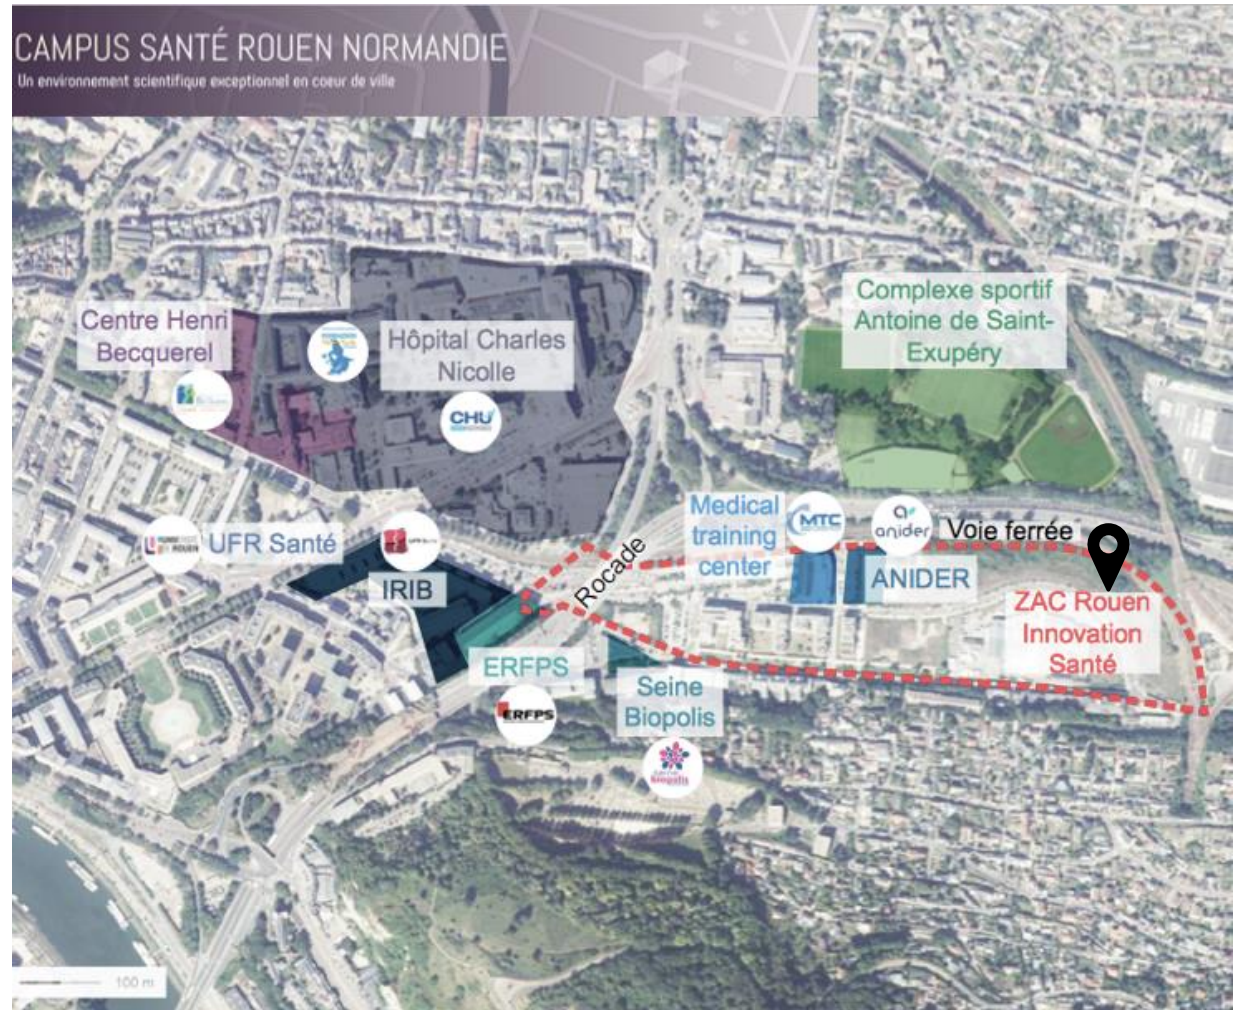 CAMPUS SANTÉ ROUEN NORMANDIE
Un environnement scientifique exceptionnel en coeur de ville
Complexe sportif
Antoine de Saint-
Exupéry
Centre Henri
Becquerel
Hôpital Charles
Nicolle
CHU
Medical
training
center
MTC
anider
Voie ferrée
ROUEN
UFR Santé
IRIB
Rocade
ANIDER
ZAC Rouen
Innovation
Santé
ERFPS
ERFPS
Seine
Biopolis
biopolis
100 m